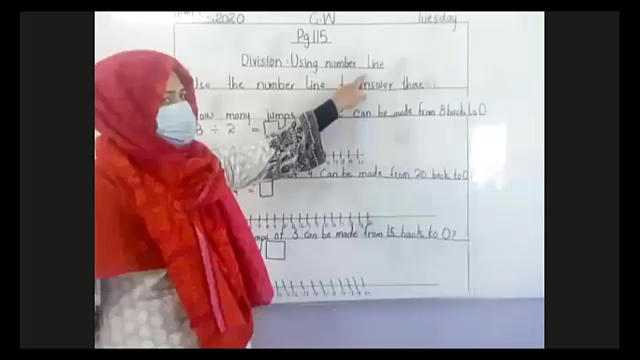 2020 C.W Tuesday
Pg 115
Division: Using number line
Use the number line answer these
How many jumps can be made from 8 back to 0
8 ÷ 2 = □
of 4 can be made from 20 back to 0
= □
of 3 can be made from 15 back to 0?
□